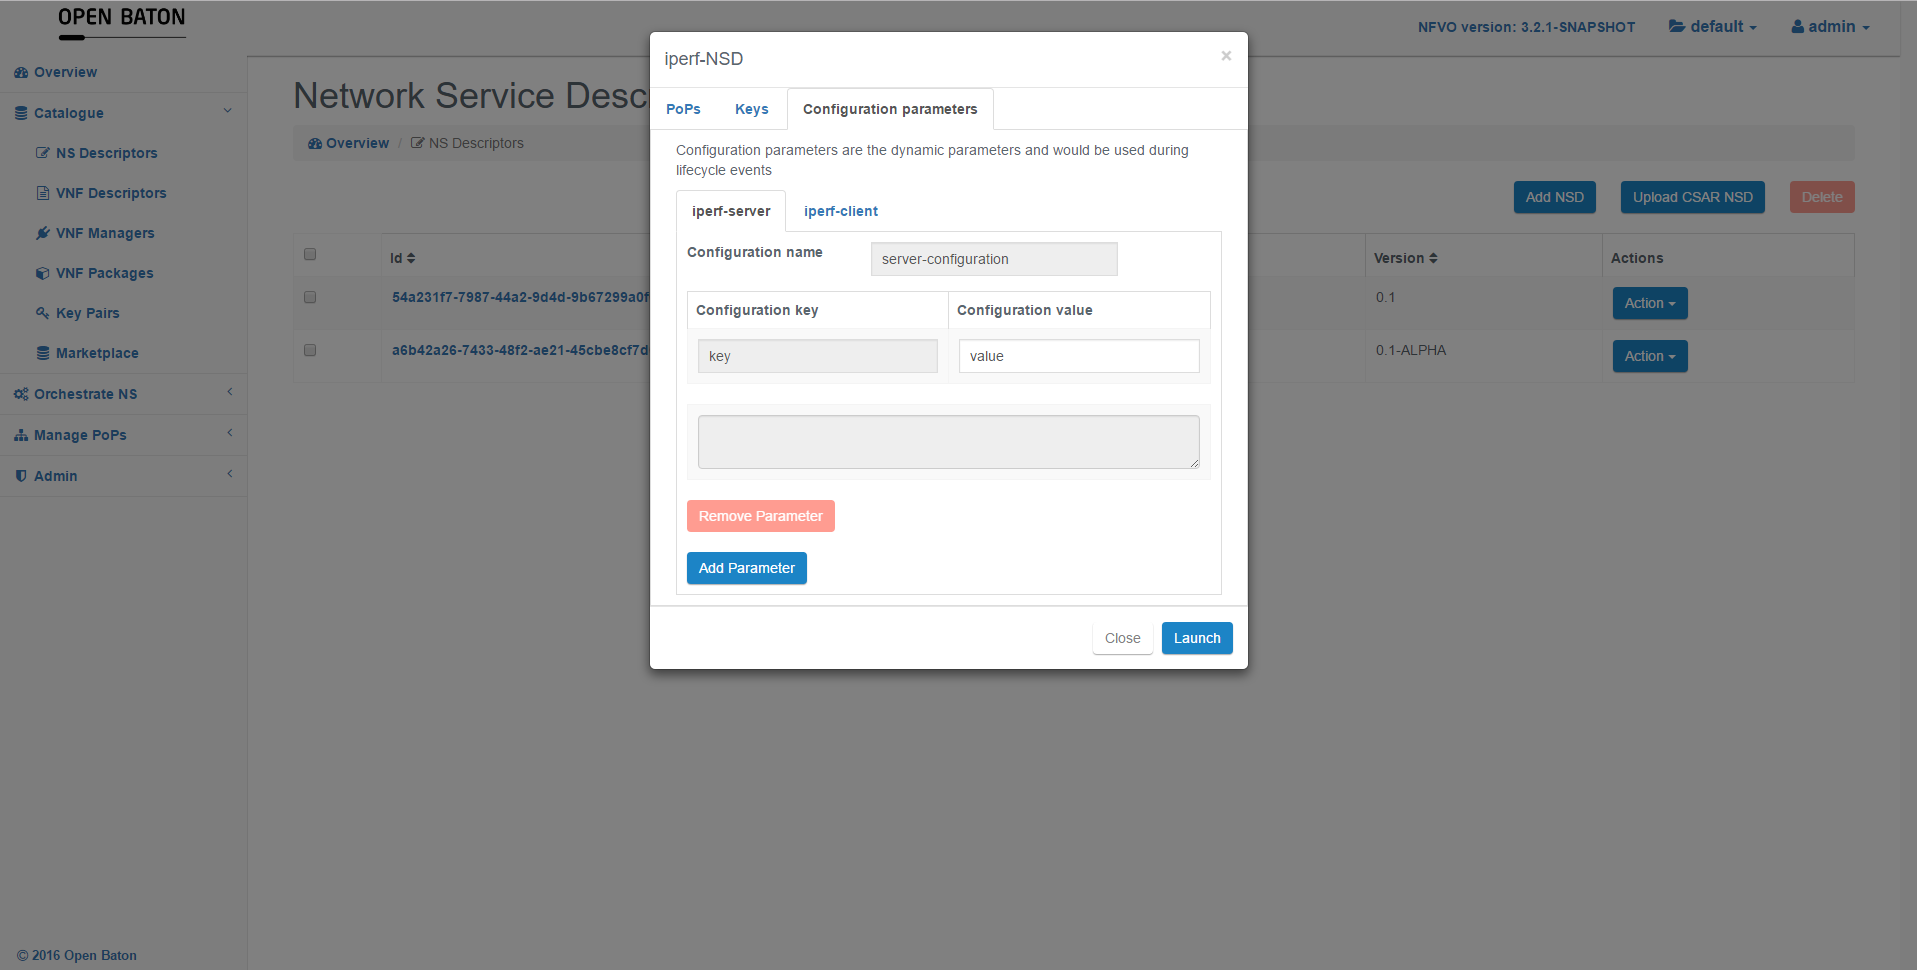 OPEN BATON
NFVO version: 3.2.1-SNAPSHOT
default
admin
Overview
Catalogue
NS Descriptors
VNF Descriptors
VNF Managers
VNF Packages
Key Pairs
Marketplace
Orchestrate NS
Manage PoPs
Admin
© 2016 Open Baton
Network Service Desc
Overview / NS Descriptors
Add NSD
Upload CSAR NSD
Delete
Id
Version
Actions
54a231f7-7987-44a2-9d4d-9b67299a0f
0.1
Action
a6b42a26-7433-48f2-ae21-45cbe8cf7d
0.1-ALPHA
Action
iperf-NSD
×
PoPs
Keys
Configuration parameters
Configuration parameters are the dynamic parameters and would be used during
lifecycle events
iperf-server
iperf-client
Configuration name
server-configuration
Configuration key
Configuration value
key
value
Remove Parameter
Add Parameter
Close
Launch